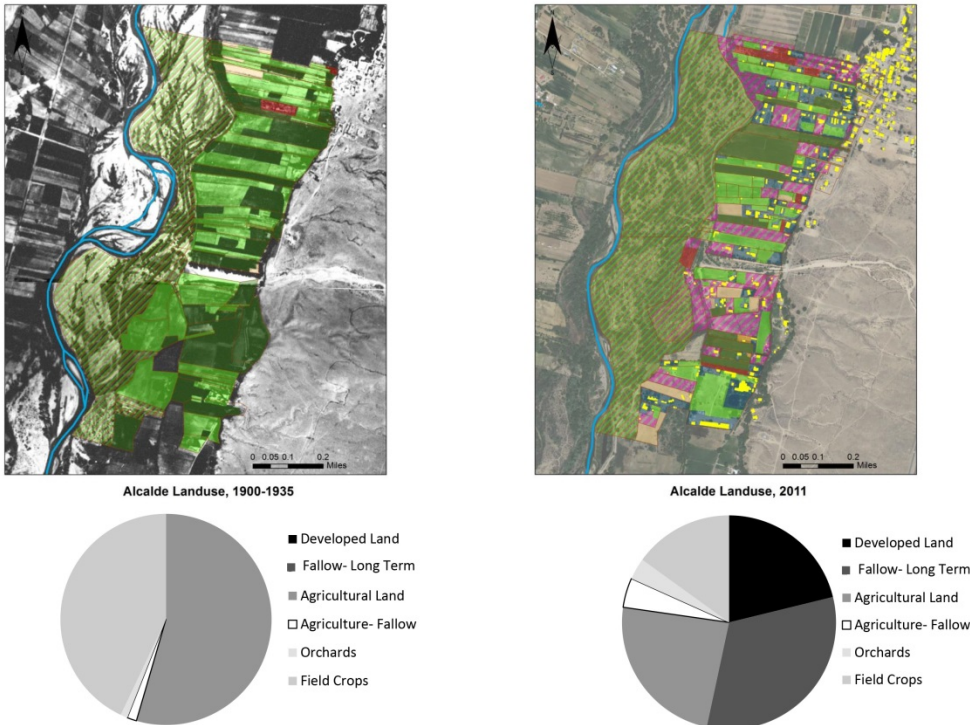 0 0.05 0.1 0.2
Miles
Alcalde Landuse, 1900-1935
Developed Land
Fallow- Long Term
Agricultural Land
Agriculture- Fallow
Orchards
Field Crops
0 0.05 0.1 0.2
Miles
Alcalde Landuse, 2011
Developed Land
Fallow- Long Term
Agricultural Land
Agriculture- Fallow
Orchards
Field Crops